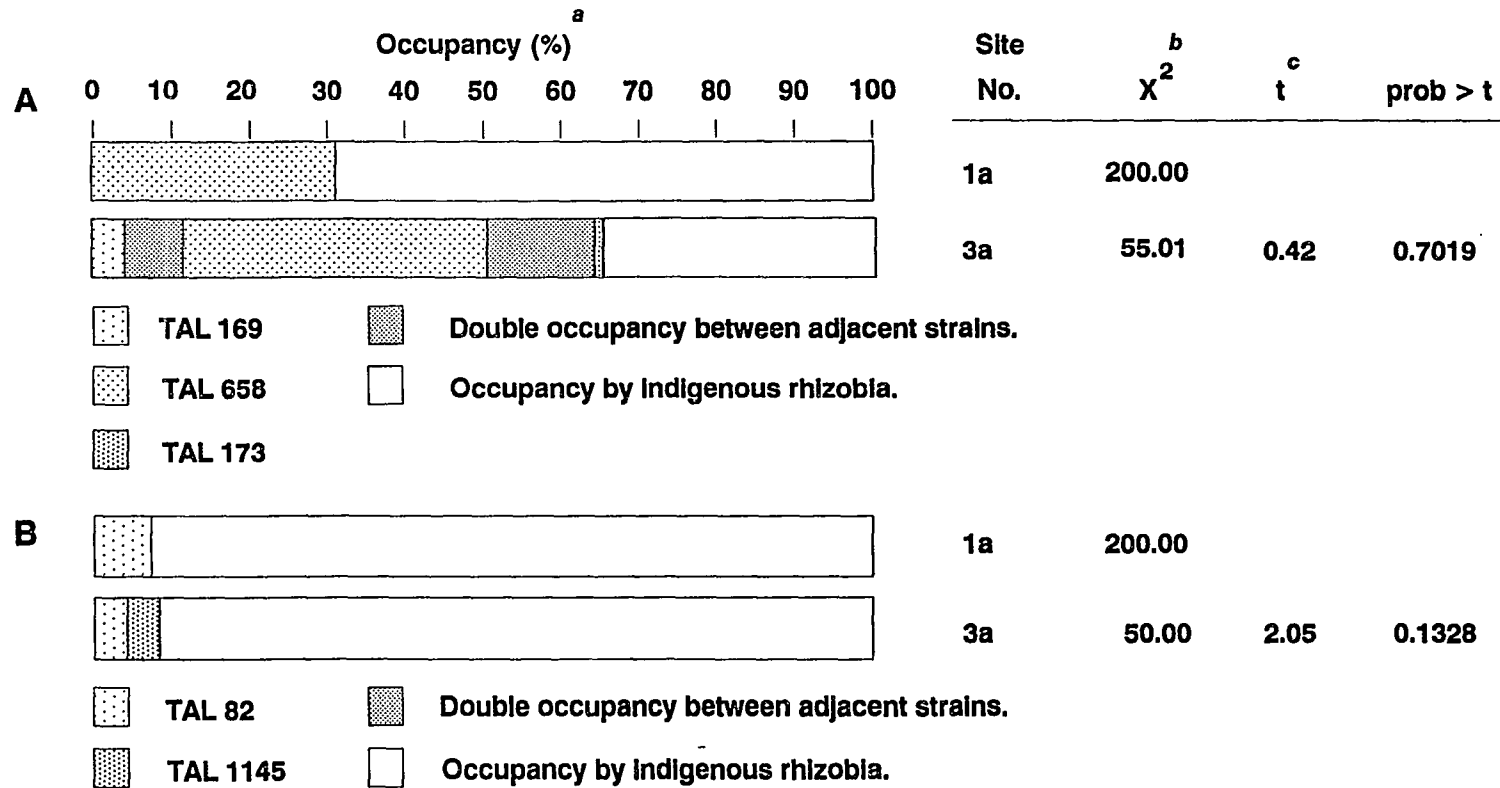 Occupancy (%) a
Site b
A 0 10 20 30 40 50 60 70 80 90 100 No. X2 tc prob > t
1a 200.00
3a 55.01 0.42 0.7019
TAL 169 Double occupancy between adjacent strains.
TAL 658 Occupancy by indigenous rhizobia.
TAL 173
B
1a 200.00
3a 50.00 2.05 0.1328
TAL 82 Double occupancy between adjacent strains.
TAL 1145 Occupancy by indigenous rhizobia.